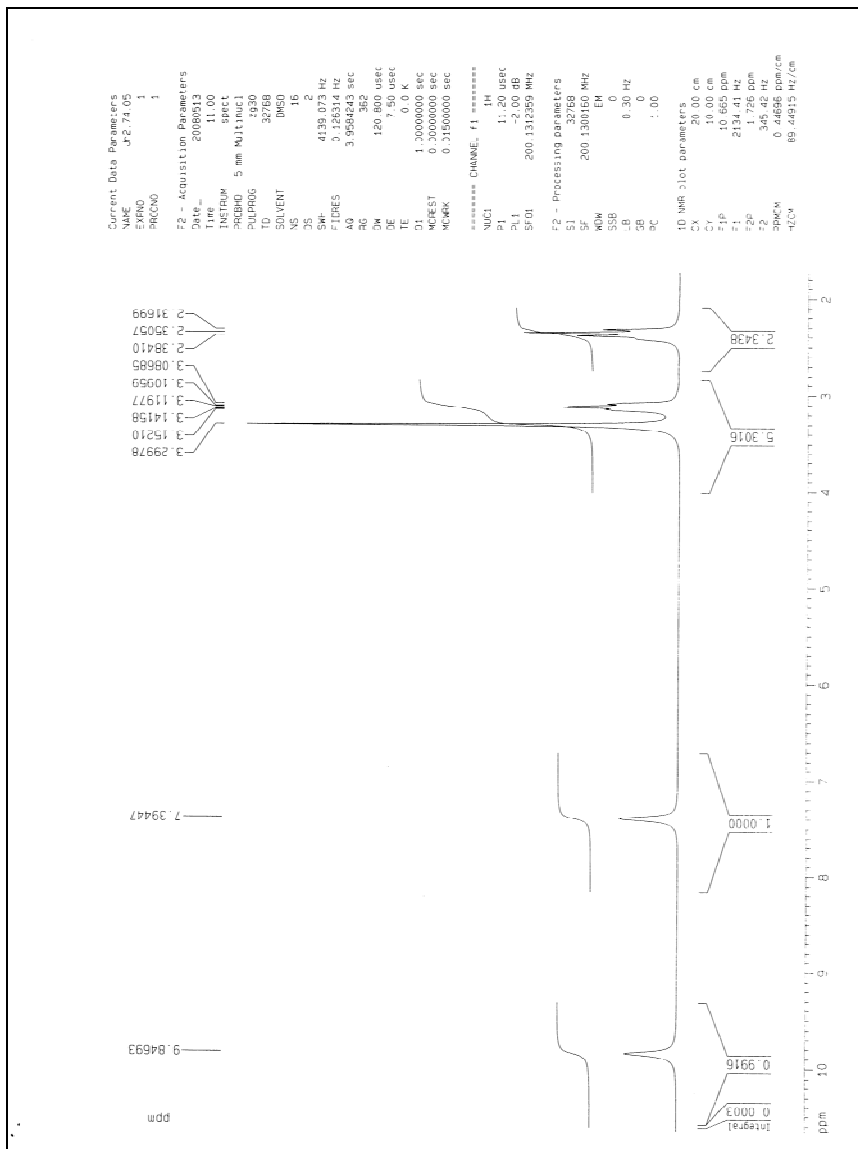 Current Data Parameters
NAME jr2.74.05
EXPNO 1
PROCNO 1
F2 - Acquisition Parameters
Date_ 20080513
Time 11.00
INSTRUM spect
PROBHD 5 mm Multinucl
PULPROG zg30
TD 32768
SOLVENT DMSO
NS 16
DS 2
SWH 4139.073 Hz
FIDRES 0.126314 Hz
AQ 3.9584243 sec
RG 362
DW 120.800 usec
DE 7.50 usec
TE 0.0 K
D1 1.00000000 sec
MCREST 0.00000000 sec
MCWRK 0.01500000 sec
======== CHANNEL f1 ========
NUC1 1H
P1 11.20 usec
PL1 -2.00 dB
SFO1 200.1312359 MHz
F2 - Processing parameters
SI 32768
SF 200.1300160 MHz
WDW EM
SSB 0
LB 0.30 Hz
GB 0
PC 1.00
1D NMR plot parameters
CX 20.00 cm
CY 10.00 cm
F1P 10.665 ppm
F1 2134.41 Hz
F2P 1.726 ppm
F2 345.42 Hz
PPMCM 0.44696 ppm/cm
HZCM 89.44915 Hz/cm
ppm
9.84693
7.39447
3.29978
3.15210
3.14158
3.11977
3.10959
3.08685
2.38410
2.35057
2.31699
Integral
0.0003
0.9916
1.0000
5.3016
2.3438
ppm
10
9
8
7
6
5
4
3
2